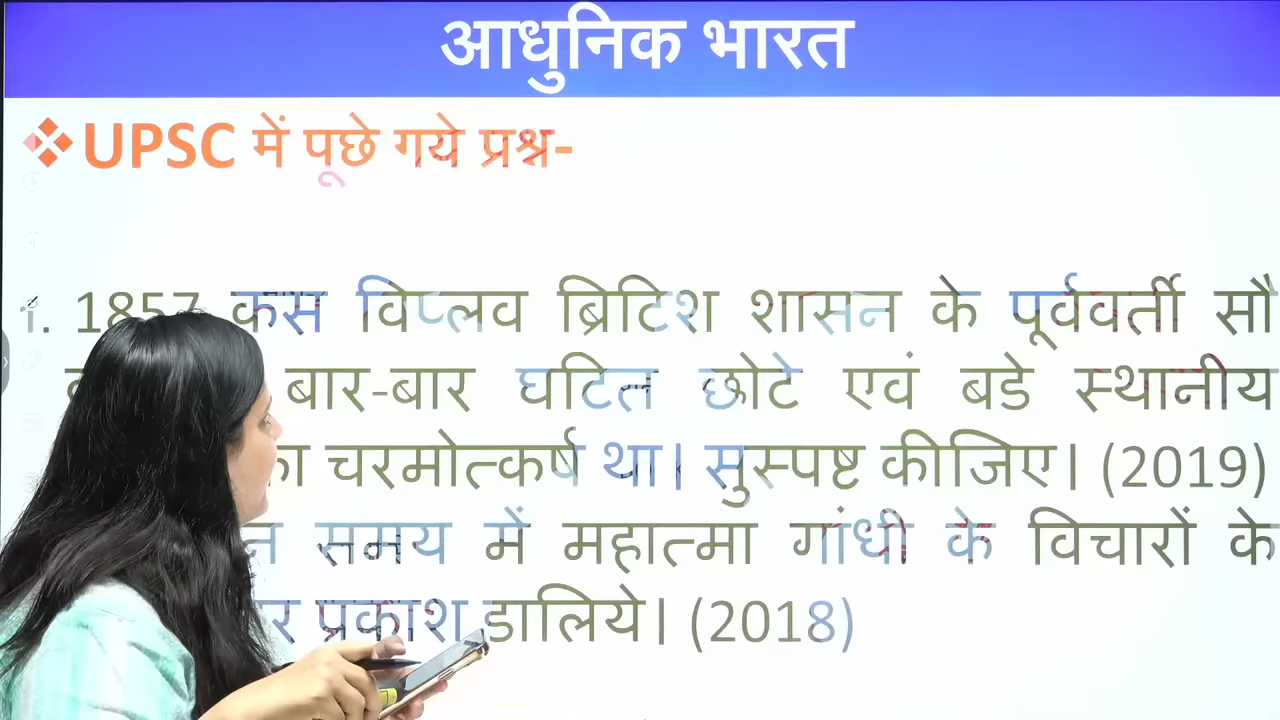 आधुनिक भारत
❖UPSC में पूछे गये प्रश्न-
i. 1857 कस विप्लव ब्रिटिश शासन के पूर्ववर्ती सौ
बार-बार घटित छोटे एवं बडे स्थानीय
चरमोत्कर्ष था। सुस्पष्ट कीजिए। (2019)
समय में महात्मा गांधी के विचारों के
प्रकाश डालिये। (2018)